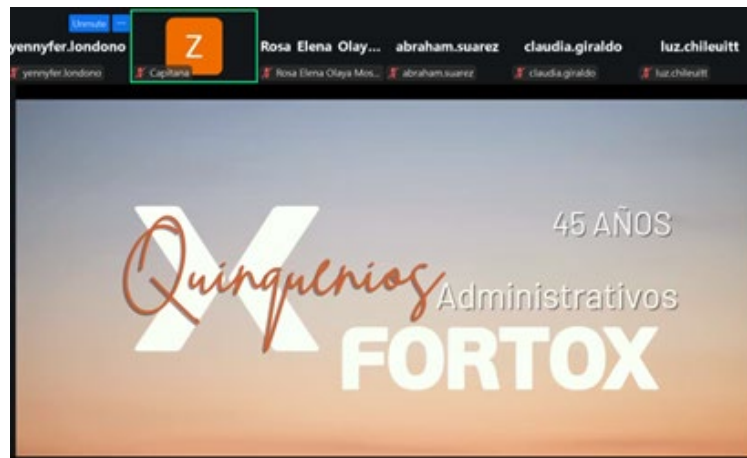 Unmute
yennyfer.londono Z Rosa Elena Olay... abraham.suarez claudia.giraldo luz.chileuitt
yennyfer.londono Capitana Rosa Elena Olaya Mos... abraham.suarez claudia.giraldo luz.chileuitt
X
45 AÑOS
Quinquenios
Administrativos
FORTOX